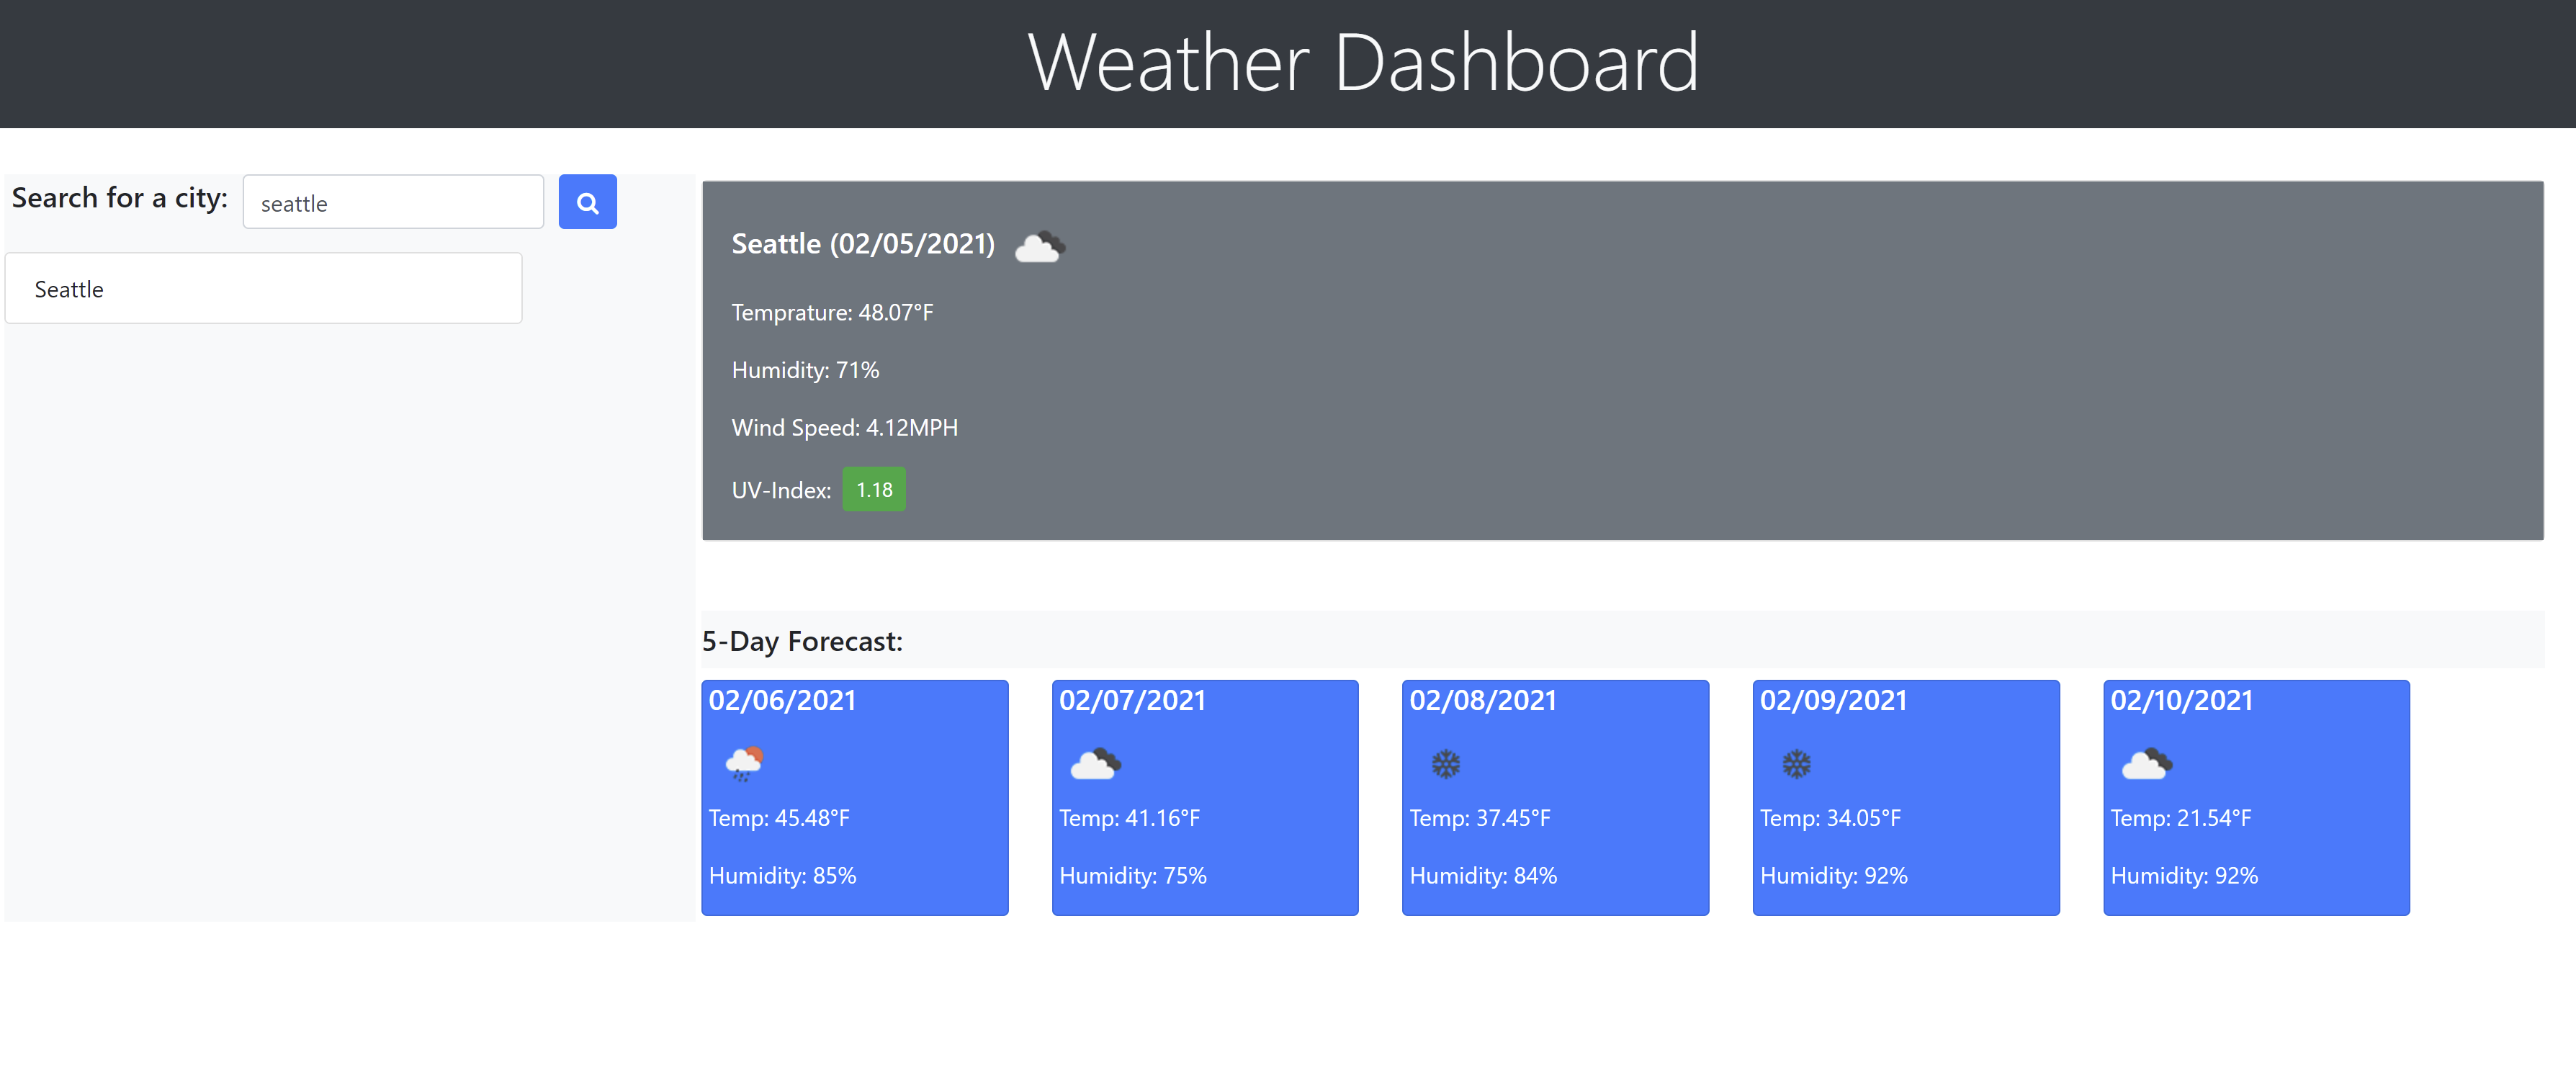 Weather Dashboard
Search for a city: seattle
Seattle
Seattle (02/05/2021)
Temprature: 48.07°F
Humidity: 71%
Wind Speed: 4.12MPH
UV-Index: 1.18
5-Day Forecast:
02/06/2021
Temp: 45.48°F
Humidity: 85%
02/07/2021
Temp: 41.16°F
Humidity: 75%
02/08/2021
Temp: 37.45°F
Humidity: 84%
02/09/2021
Temp: 34.05°F
Humidity: 92%
02/10/2021
Temp: 21.54°F
Humidity: 92%